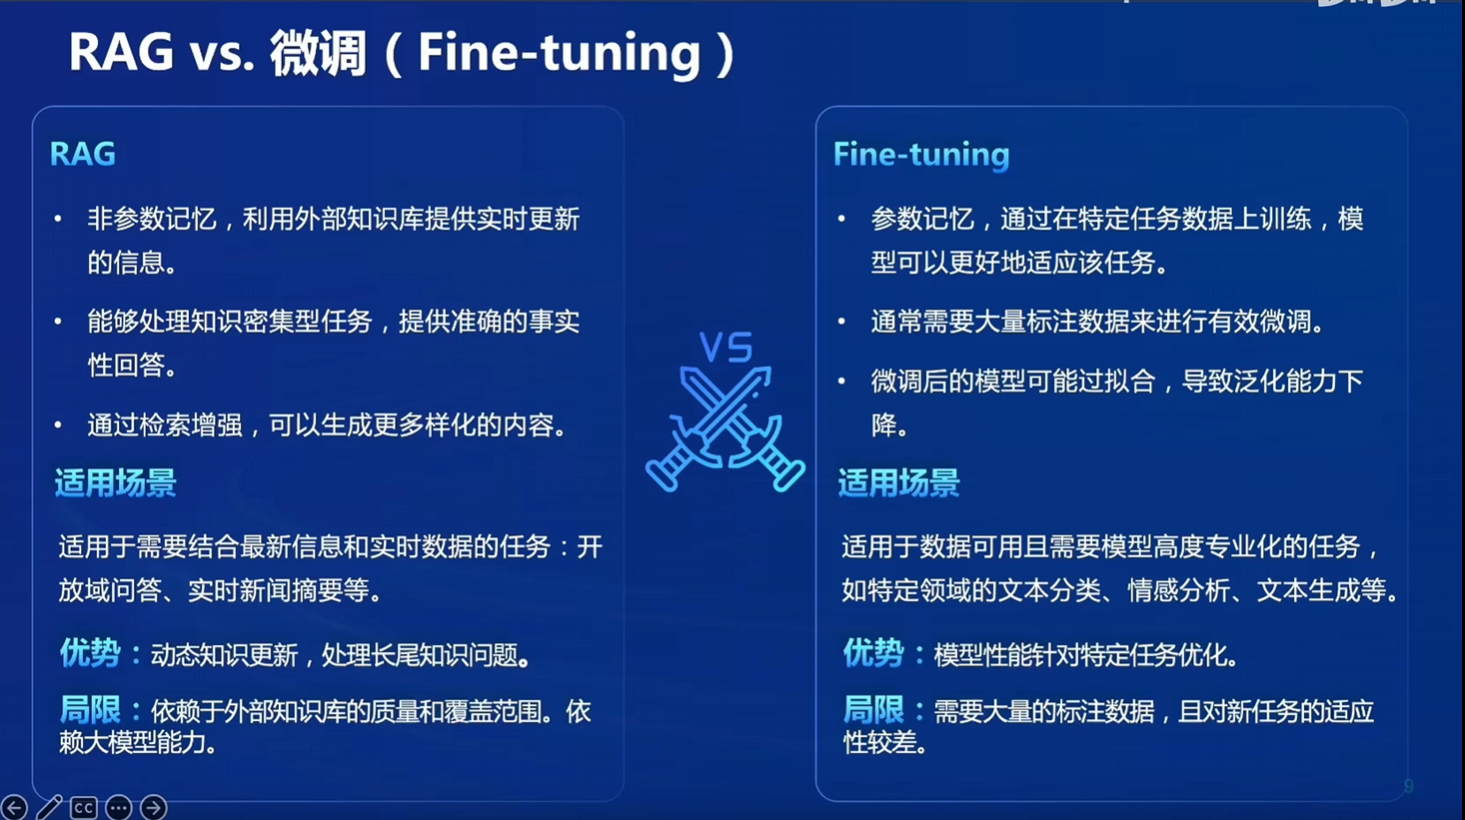 RAG vs. 微调（Fine-tuning）
RAG
• 非参数记忆，利用外部知识库提供实时更新
的信息。
• 能够处理知识密集型任务，提供准确的事实
性回答。
• 通过检索增强，可以生成更多样化的内容。
适用场景
适用于需要结合最新信息和实时数据的任务：开
放域问答、实时新闻摘要等。
优势：动态知识更新，处理长尾知识问题。
局限：依赖于外部知识库的质量和覆盖范围。依
赖大模型能力。
VS
Fine-tuning
• 参数记忆，通过在特定任务数据上训练，模
型可以更好地适应该任务。
• 通常需要大量标注数据来进行有效微调。
• 微调后的模型可能过拟合，导致泛化能力下
降。
适用场景
适用于数据可用且需要模型高度专业化的任务，
如特定领域的文本分类、情感分析、文本生成等。
优势：模型性能针对特定任务优化。
局限：需要大量的标注数据，且对新任务的适应
性较差。
9
CC